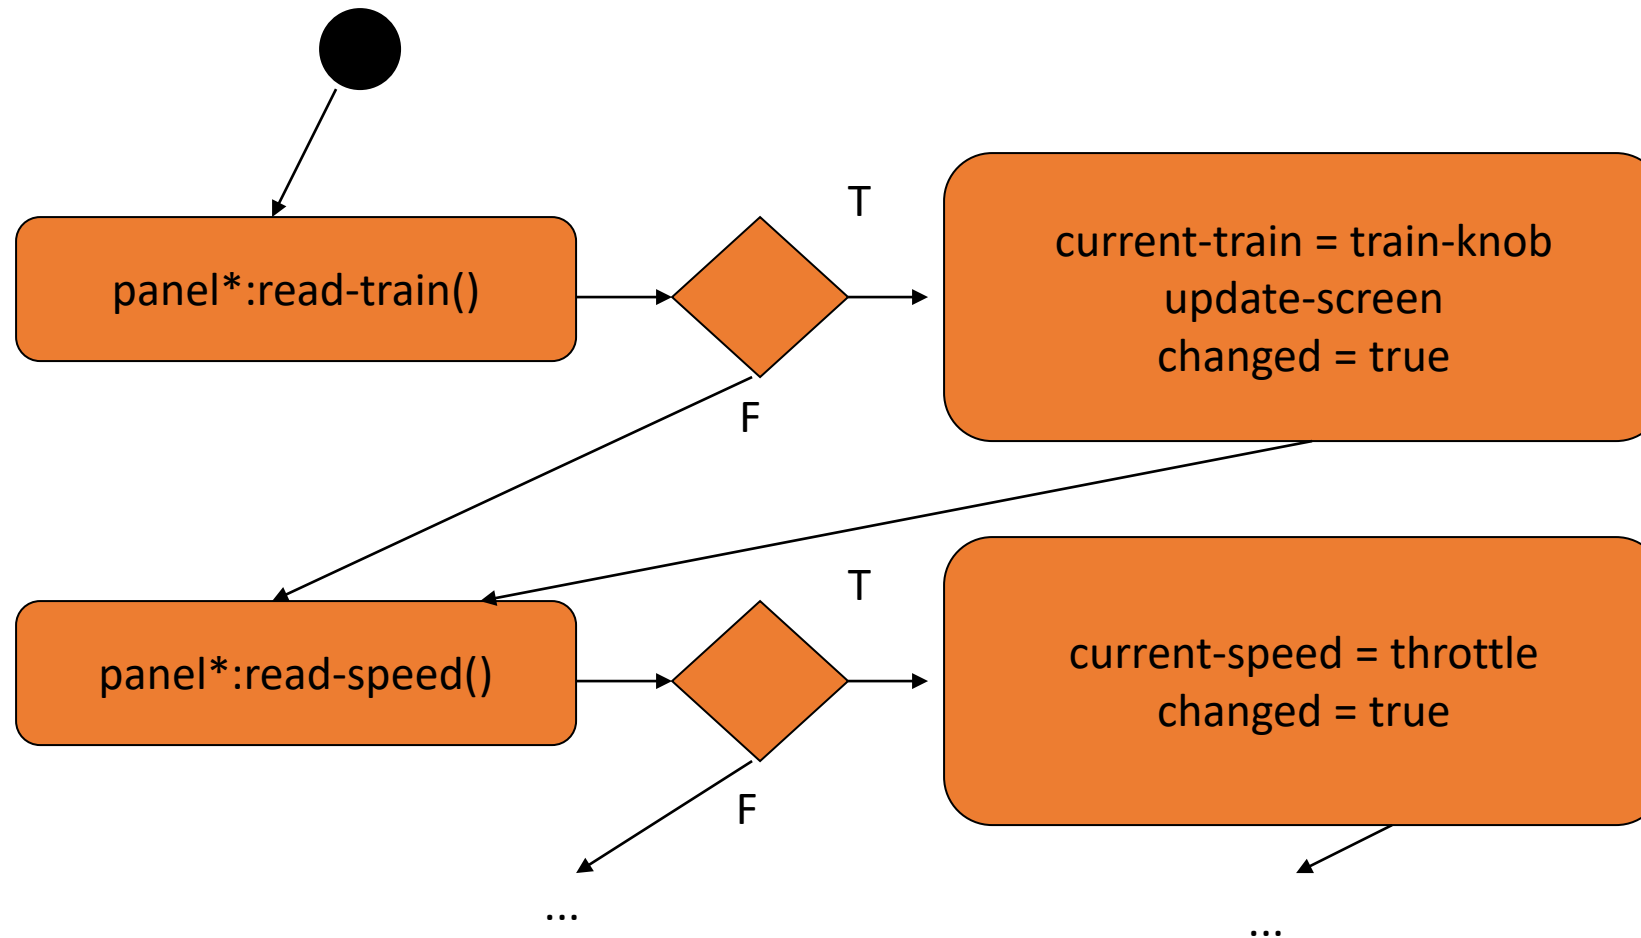 T
panel*:read-train()
current-train = train-knob
update-screen
changed = true
F
T
panel*:read-speed()
current-speed = throttle
changed = true
F
...
...